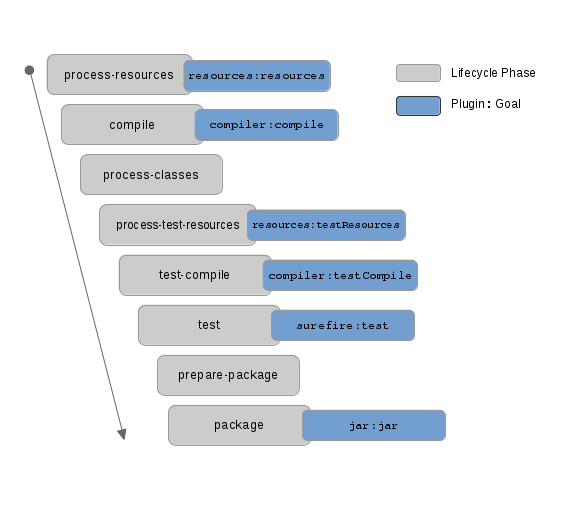 process-resources
resources:resources
Lifecycle Phase
Plugin: Goal
compile
compiler:compile
process-classes
process-test-resources
resources:testResources
test-compile
compiler:testCompile
test
surefire:test
prepare-package
package
jar:jar